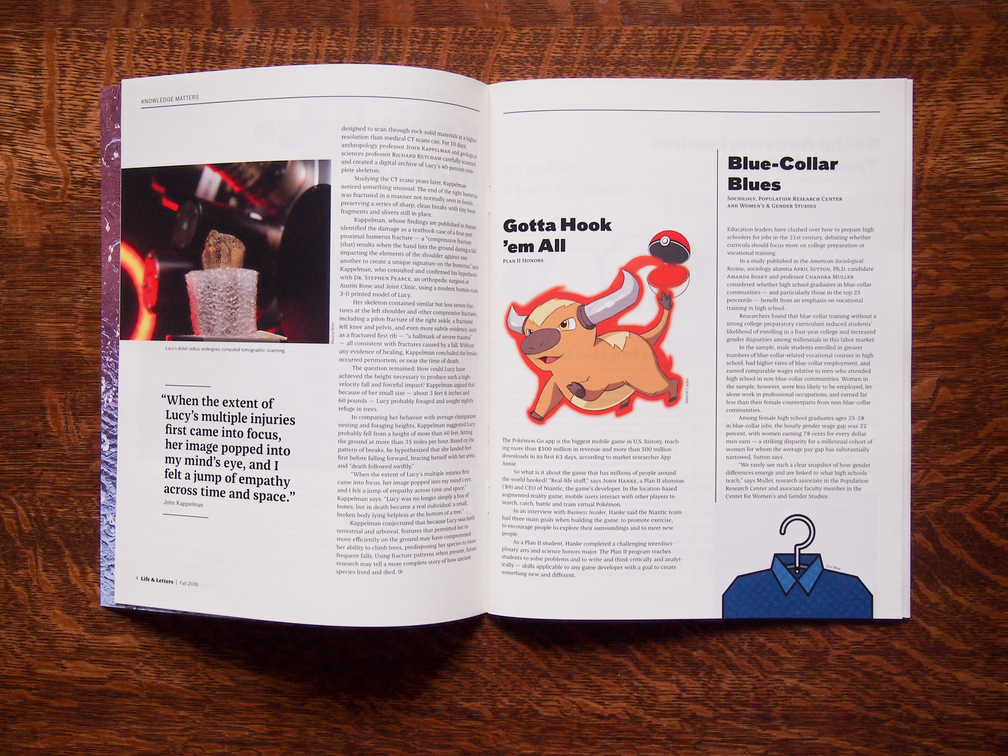 KNOWLEDGE MATTERS
Lucy's distal radius undergoes computed tomographic scanning.
“When the extent of
Lucy's multiple injuries
first came into focus,
her image popped into
my mind's eye, and I
felt a jump of empathy
across time and space.”
John Kappelman
4 Life & Letters | Fall 2016
designed to scan through rock-solid materials at a higher
resolution than medical CT scans can. For 10 days,
anthropology professor JOHN KAPPELMAN and geological
sciences professor RICHARD KETCHAM carefully scanned
and created a digital archive of Lucy's 40-percent-com-
plete skeleton.
Studying the CT scans years later, Kappelman
noticed something unusual: The end of the right humerus
was fractured in a manner not normally seen in fossils,
preserving a series of sharp, clean breaks with tiny bone
fragments and slivers still in place.
Kappelman, whose findings are published in Nature,
identified the damage as a textbook case of a four-part
proximal humerus fracture — a “compressive fracture
[that] results when the hand hits the ground during a fall,
impacting the elements of the shoulder against one
another to create a unique signature on the humerus,” said
Kappelman, who consulted and confirmed his hypothesis
with DR. STEPHEN PEARCE, an orthopedic surgeon at
Austin Bone and Joint Clinic, using a modern human-scale
3-D printed model of Lucy.
Her skeleton contained similar but less severe frac-
tures at the left shoulder and other compressive fractures,
including a pilon fracture of the right ankle, a fractured
left knee and pelvis, and even more subtle evidence, such
as a fractured first rib — “a hallmark of severe trauma”
— all consistent with fractures caused by a fall. Without
any evidence of healing, Kappelman concluded the breaks
occurred perimortem, or near the time of death.
The question remained: How could Lucy have
achieved the height necessary to produce such a high-
velocity fall and forceful impact? Kappelman argued that
because of her small size — about 3 feet 6 inches and
60 pounds — Lucy probably foraged and sought nightly
refuge in trees.
In comparing her behavior with average chimpanzee
nesting and foraging heights, Kappelman suggested Lucy
probably fell from a height of more than 40 feet, hitting
the ground at more than 35 miles per hour. Based on the
pattern of breaks, he hypothesized that she landed feet-
first before falling forward, bracing herself with her arms,
and “death followed swiftly.”
“When the extent of Lucy's multiple injuries first
came into focus, her image popped into my mind's eye,
and I felt a jump of empathy across time and space,”
Kappelman says. “Lucy was no longer simply a box of
bones, but in death became a real individual: a small,
broken body lying helpless at the bottom of a tree.”
Kappelman conjectured that because Lucy was both
terrestrial and arboreal, features that permitted her to
move efficiently on the ground may have compromised
her ability to climb trees, predisposing her species to more
frequent falls. Using fracture patterns when present, future
research may tell a more complete story of how ancient
species lived and died.
Gotta Hook
’em All
PLAN II HONORS
The Pokémon Go app is the biggest mobile game in U.S. history, reach-
ing more than $500 million in revenue and more than 500 million
downloads in its first 63 days, according to market researcher App
Annie.
So what is it about the game that has millions of people around
the world hooked? “Real-life stuff,” says JOHN HANKE, a Plan II alumnus
(’89) and CEO of Niantic, the game's developer. In the location-based
augmented reality game, mobile users interact with other players to
search, catch, battle and train virtual Pokémon.
In an interview with Business Insider, Hanke said the Niantic team
had three main goals when building the game: to promote exercise,
to encourage people to explore their surroundings and to meet new
people.
As a Plan II student, Hanke completed a challenging interdisci-
plinary arts and science honors major. The Plan II program teaches
students to solve problems and to write and think critically and analyt-
ically — skills applicable to any game developer with a goal to create
something new and different.
Blue-Collar
Blues
SOCIOLOGY, POPULATION RESEARCH CENTER
AND WOMEN'S & GENDER STUDIES
Education leaders have clashed over how to prepare high
schoolers for jobs in the 21st century, debating whether
curricula should focus more on college preparation or
vocational training.
In a study published in the American Sociological
Review, sociology alumna APRIL SUTTON, Ph.D. candidate
AMANDA BOSKY and professor CHANDRA MULLER
considered whether high school graduates in blue-collar
communities — and particularly those in the top 25
percentile — benefit from an emphasis on vocational
training in high school.
Researchers found that blue-collar training without a
strong college-preparatory curriculum reduced students'
likelihood of enrolling in a four-year college and increased
gender disparities among millennials in this labor market.
In the sample, male students enrolled in greater
numbers of blue-collar-related vocational courses in high
school, had higher rates of blue-collar employment, and
earned comparable wages relative to men who attended
high school in non-blue-collar communities. Women in
the sample, however, were less likely to be employed, let
alone work in professional occupations, and earned far
less than their female counterparts from non-blue-collar
communities.
Among female high school graduates ages 25-28
in blue-collar jobs, the hourly gender wage gap was 22
percent, with women earning 78 cents for every dollar
men earn — a striking disparity for a millennial cohort of
women for whom the average pay gap has substantially
narrowed, Sutton says.
“We rarely see such a clear snapshot of how gender
differences emerge and are linked to what high schools
teach,” says Muller, research associate in the Population
Research Center and associate faculty member in the
Center for Women's and Gender Studies.